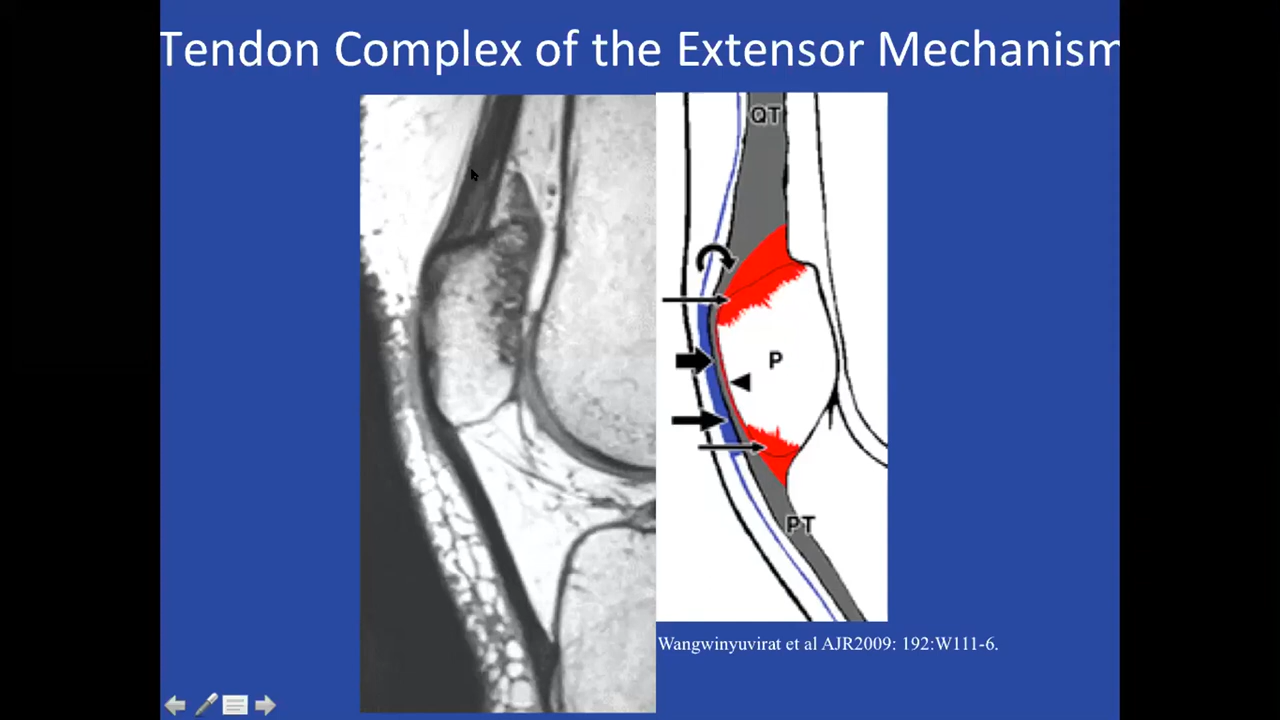 Tendon Complex of the Extensor Mechanism
QT
P
PT
Wangwinyuvirat et al AJR2009: 192:W111-6.